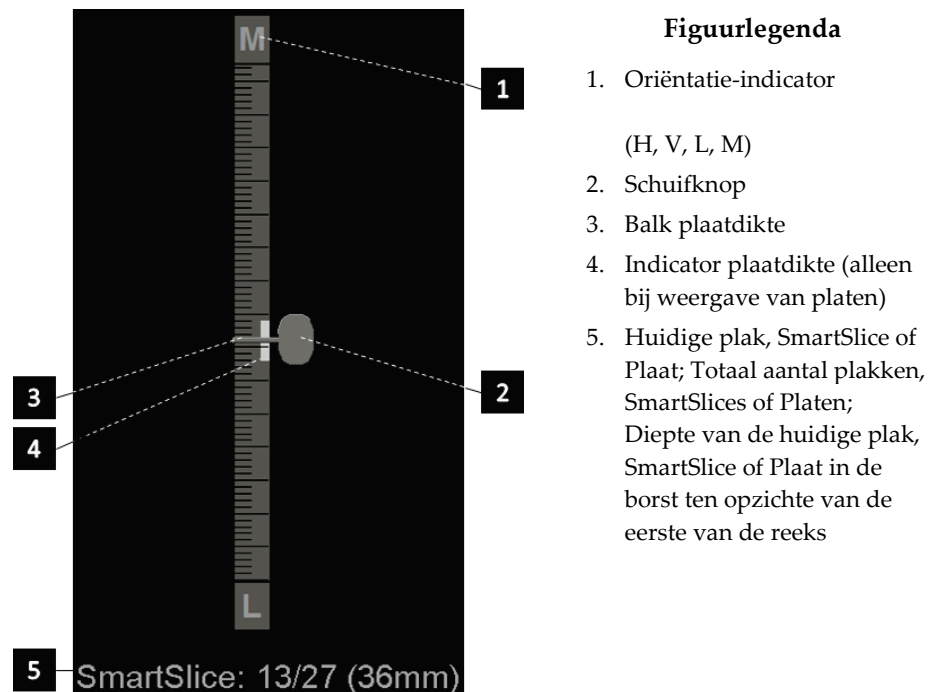 M
1
3
4
2
L
5
SmartSlice: 13/27 (36mm)
Figuurlegenda
1. Oriëntatie-indicator
(H, V, L, M)
2. Schuifknop
3. Balk plaatdikte
4. Indicator plaatdikte (alleen
bij weergave van platen)
5. Huidige plak, SmartSlice of
Plaat; Totaal aantal plakken,
SmartSlices of Platen;
Diepte van de huidige plak,
SmartSlice of Plaat in de
borst ten opzichte van de
eerste van de reeks